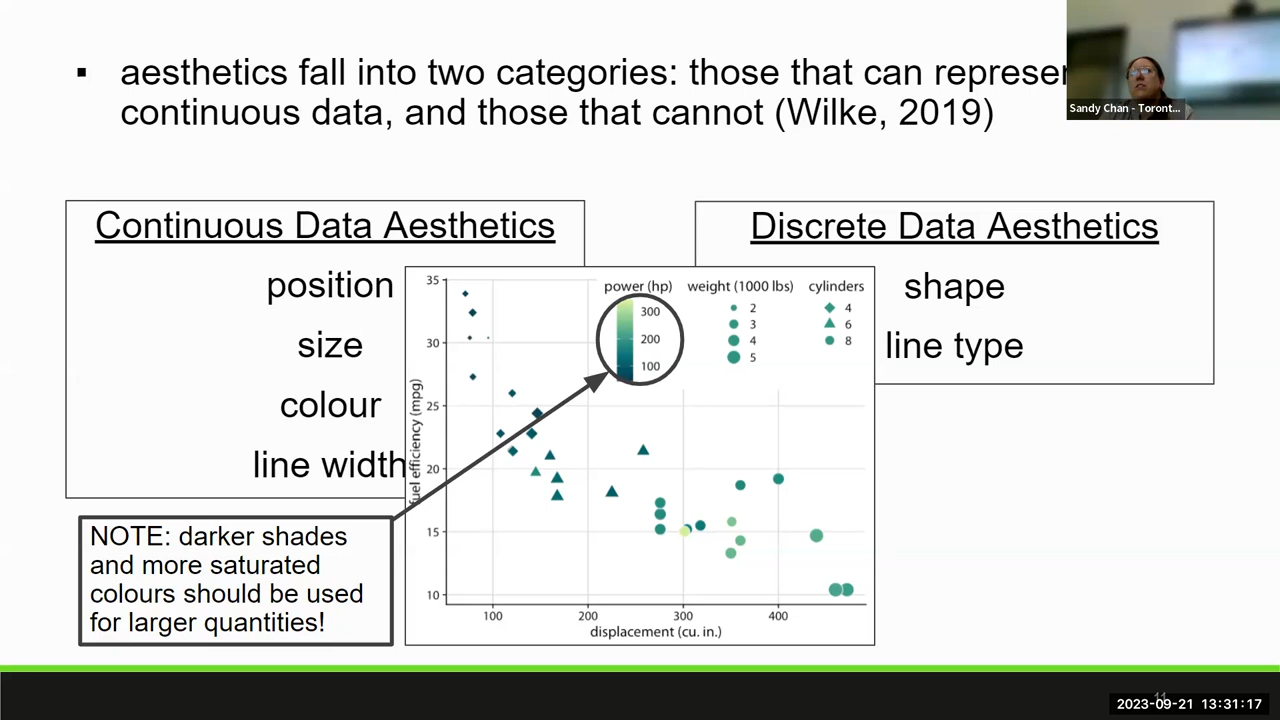 ▪ aesthetics fall into two categories: those that can represen
continuous data, and those that cannot (Wilke, 2019)
Sandy Chan - Toront...
Continuous Data Aesthetics
position
size
colour
line width
Discrete Data Aesthetics
shape
line type
power (hp)
300
200
100
weight (1000 lbs)
2
3
4
5
cylinders
4
6
8
35
30
25
20
15
10
fuel efficiency (mpg)
100 200 300 400
displacement (cu. in.)
NOTE: darker shades
and more saturated
colours should be used
for larger quantities!
11
2023-09-21 13:31:17